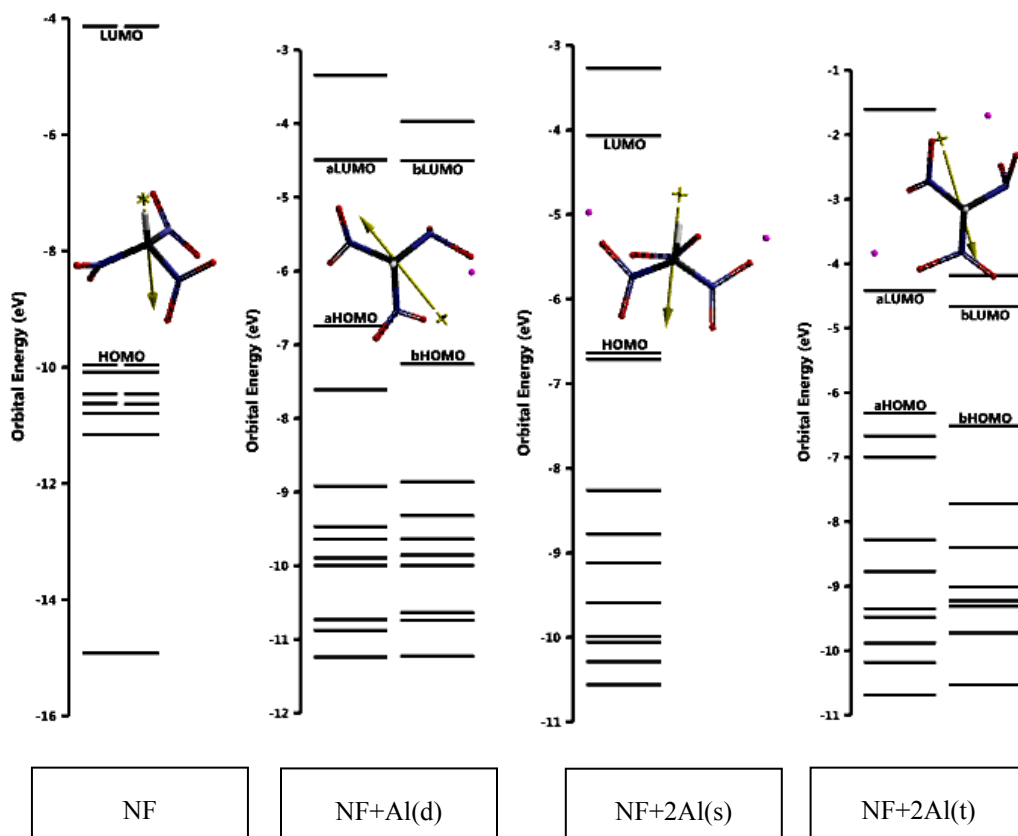 -4
LUMO
-6
-8
HOMO
-10
-12
-14
-16
Orbital Energy (eV)
-3
-4
aLUMO
bLUMO
-5
-6
aHOMO
-7
bHOMO
-8
-9
-10
-11
-12
Orbital Energy (eV)
-3
-4
LUMO
-5
-6
HOMO
-7
-8
-9
-10
-11
Orbital Energy (eV)
-1
-2
-3
-4
aLUMO
bLUMO
-5
-6
aHOMO
bHOMO
-7
-8
-9
-10
-11
Orbital Energy (eV)
NF
NF+Al(d)
NF+2Al(s)
NF+2Al(t)